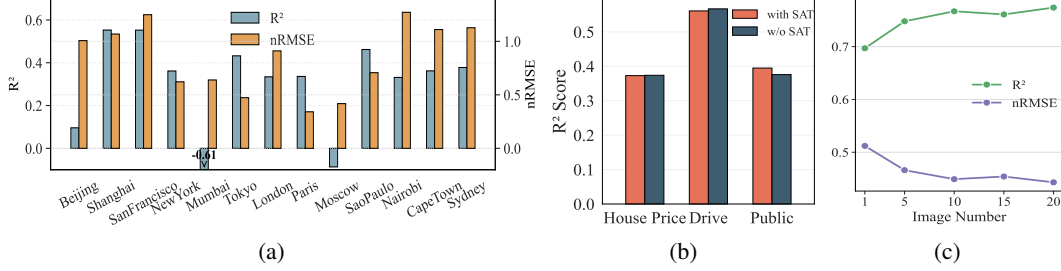 R²
nRMSE
0.6
0.4
0.2
0.0
R²
-0.61
1.0
0.5
0.0
nRMSE
Beijing
Shanghai
SanFrancisco
NewYork
Mumbai
Tokyo
London
Paris
Moscow
SaoPaulo
Nairobi
CapeTown
Sydney
(a)
with SAT
w/o SAT
0.5
0.4
0.3
0.2
0.1
0.0
R² Score
House Price Drive Public
(b)
0.7
0.6
0.5
R²
nRMSE
1 5 10 15 20
Image Number
(c)